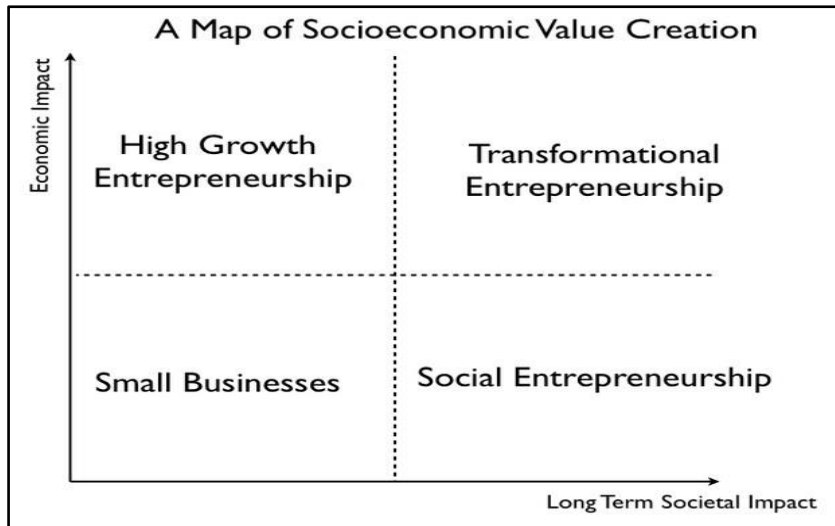 A Map of Socioeconomic Value Creation
Economic Impact
High Growth
Entrepreneurship
Transformational
Entrepreneurship
Small Businesses
Social Entrepreneurship
Long Term Societal Impact